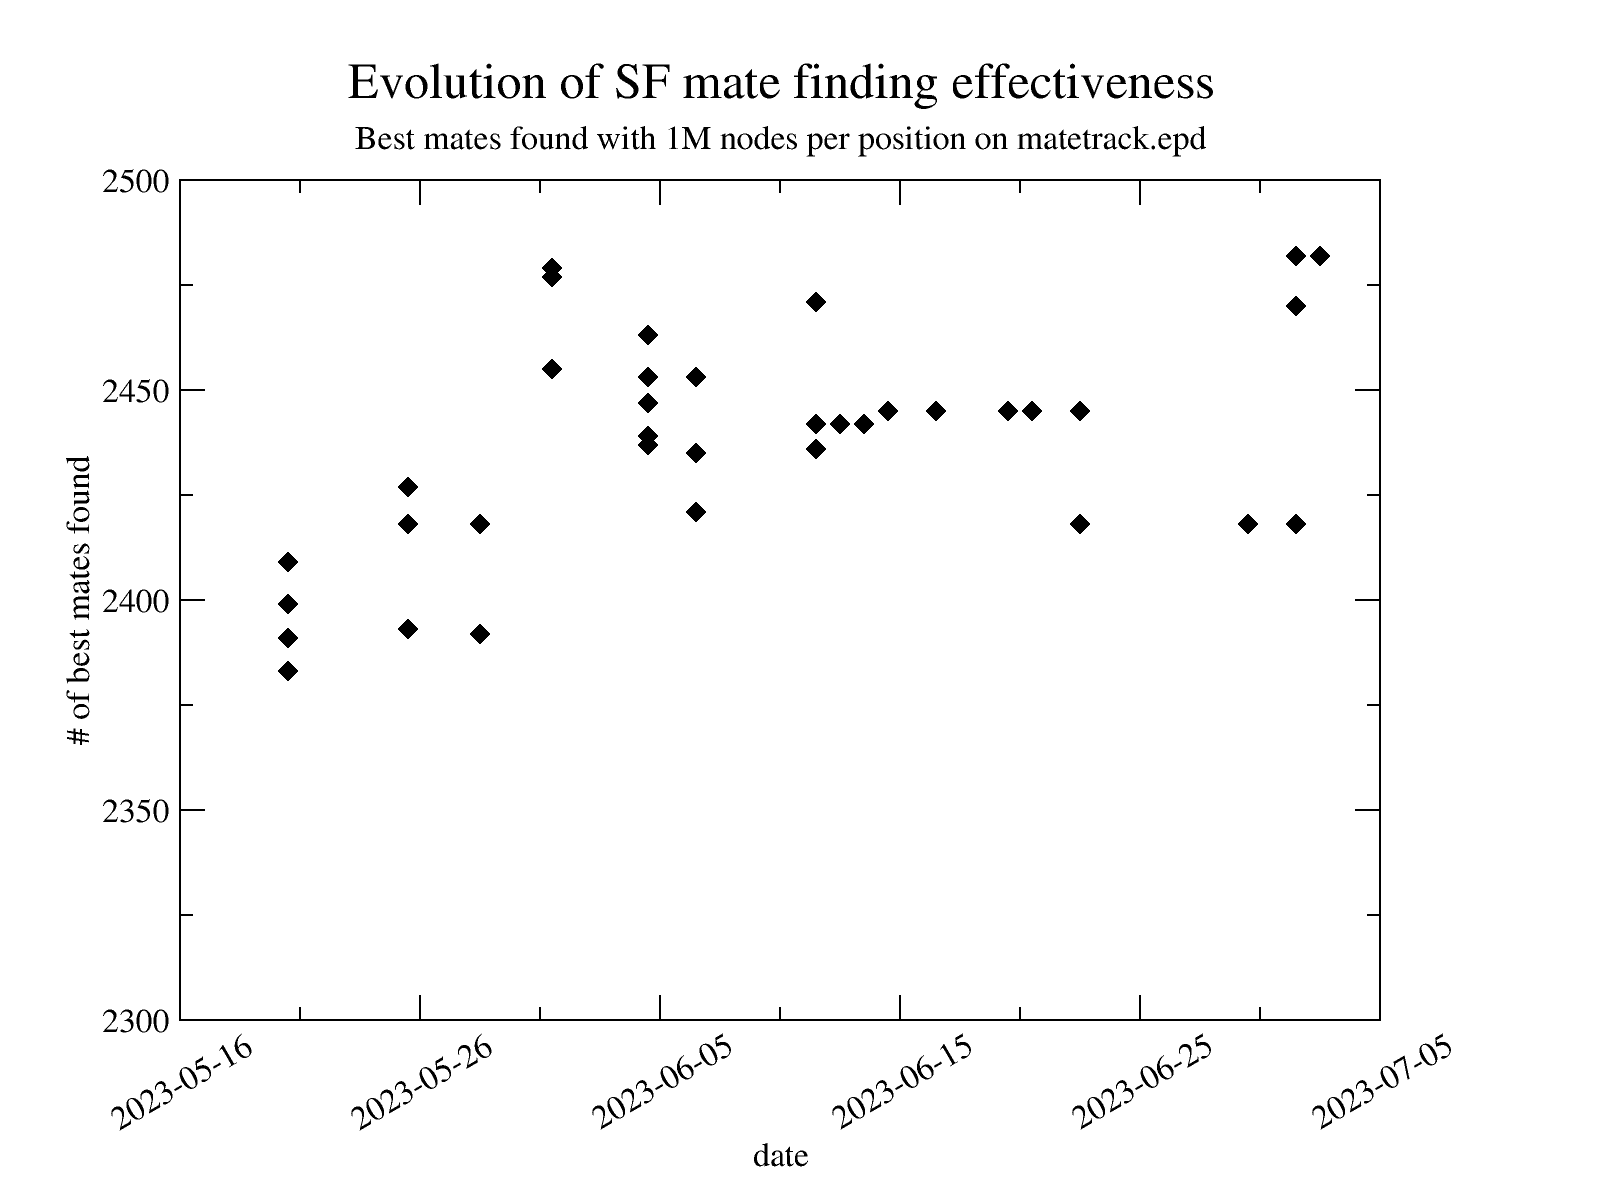 Evolution of SF mate finding effectiveness
Best mates found with 1M nodes per position on matetrack.epd
2500
2450
2400
2350
2300
# of best mates found
2023-05-16
2023-05-26
2023-06-05
2023-06-15
2023-06-25
2023-07-05
date